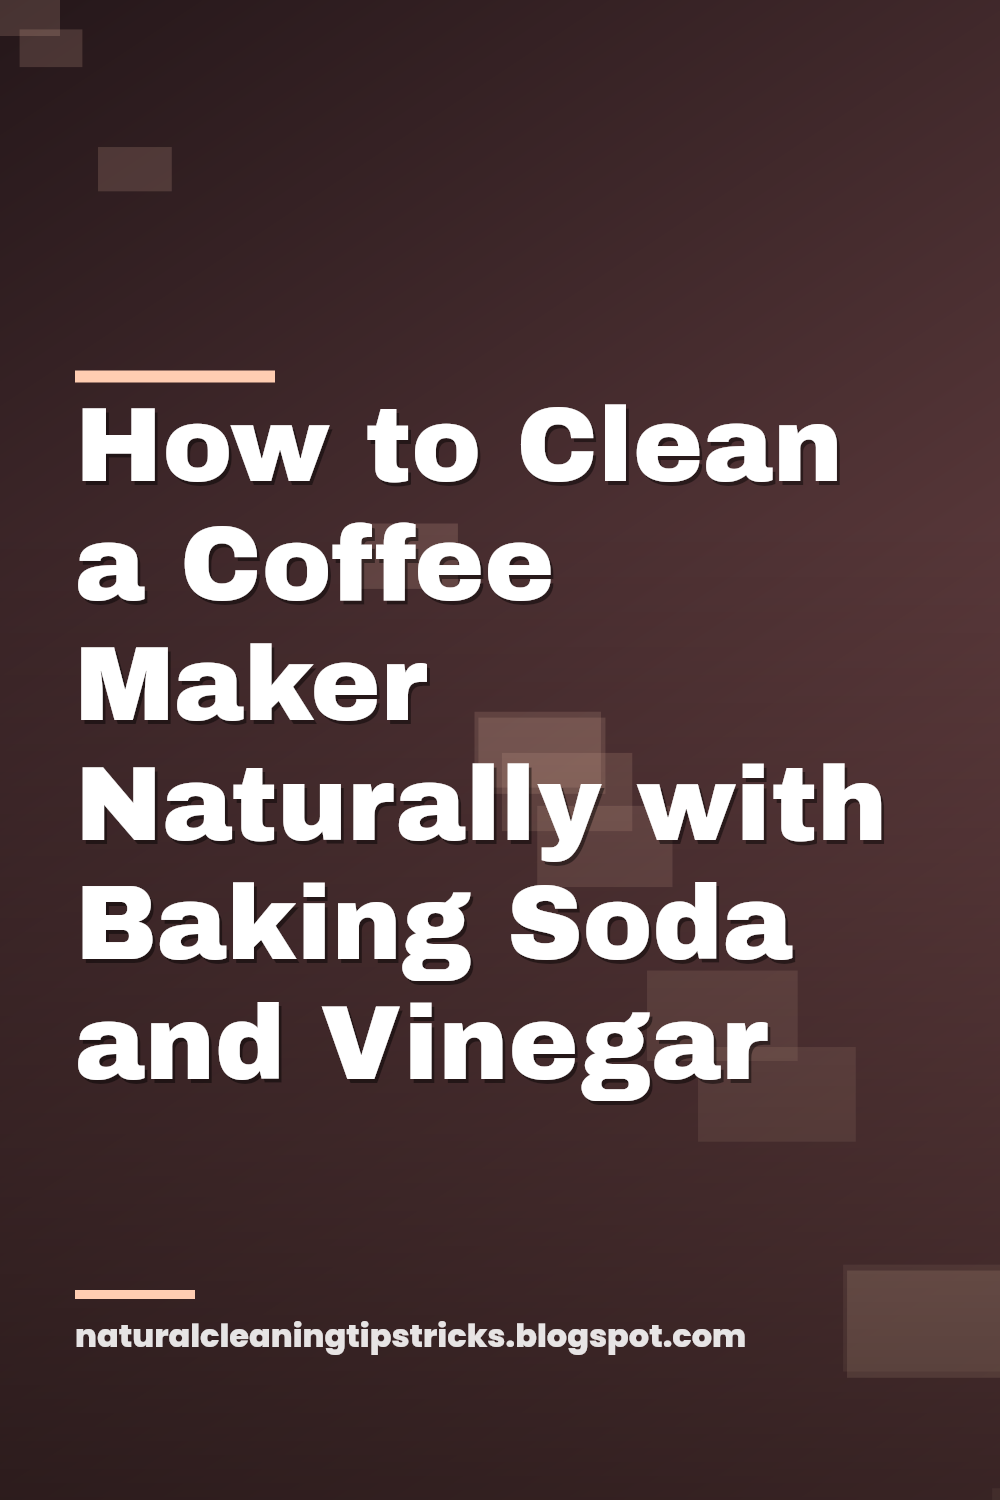 How to Clean
a Coffee
Maker
Naturally with
Baking Soda
and Vinegar
naturalcleaningtipstricks.blogspot.com